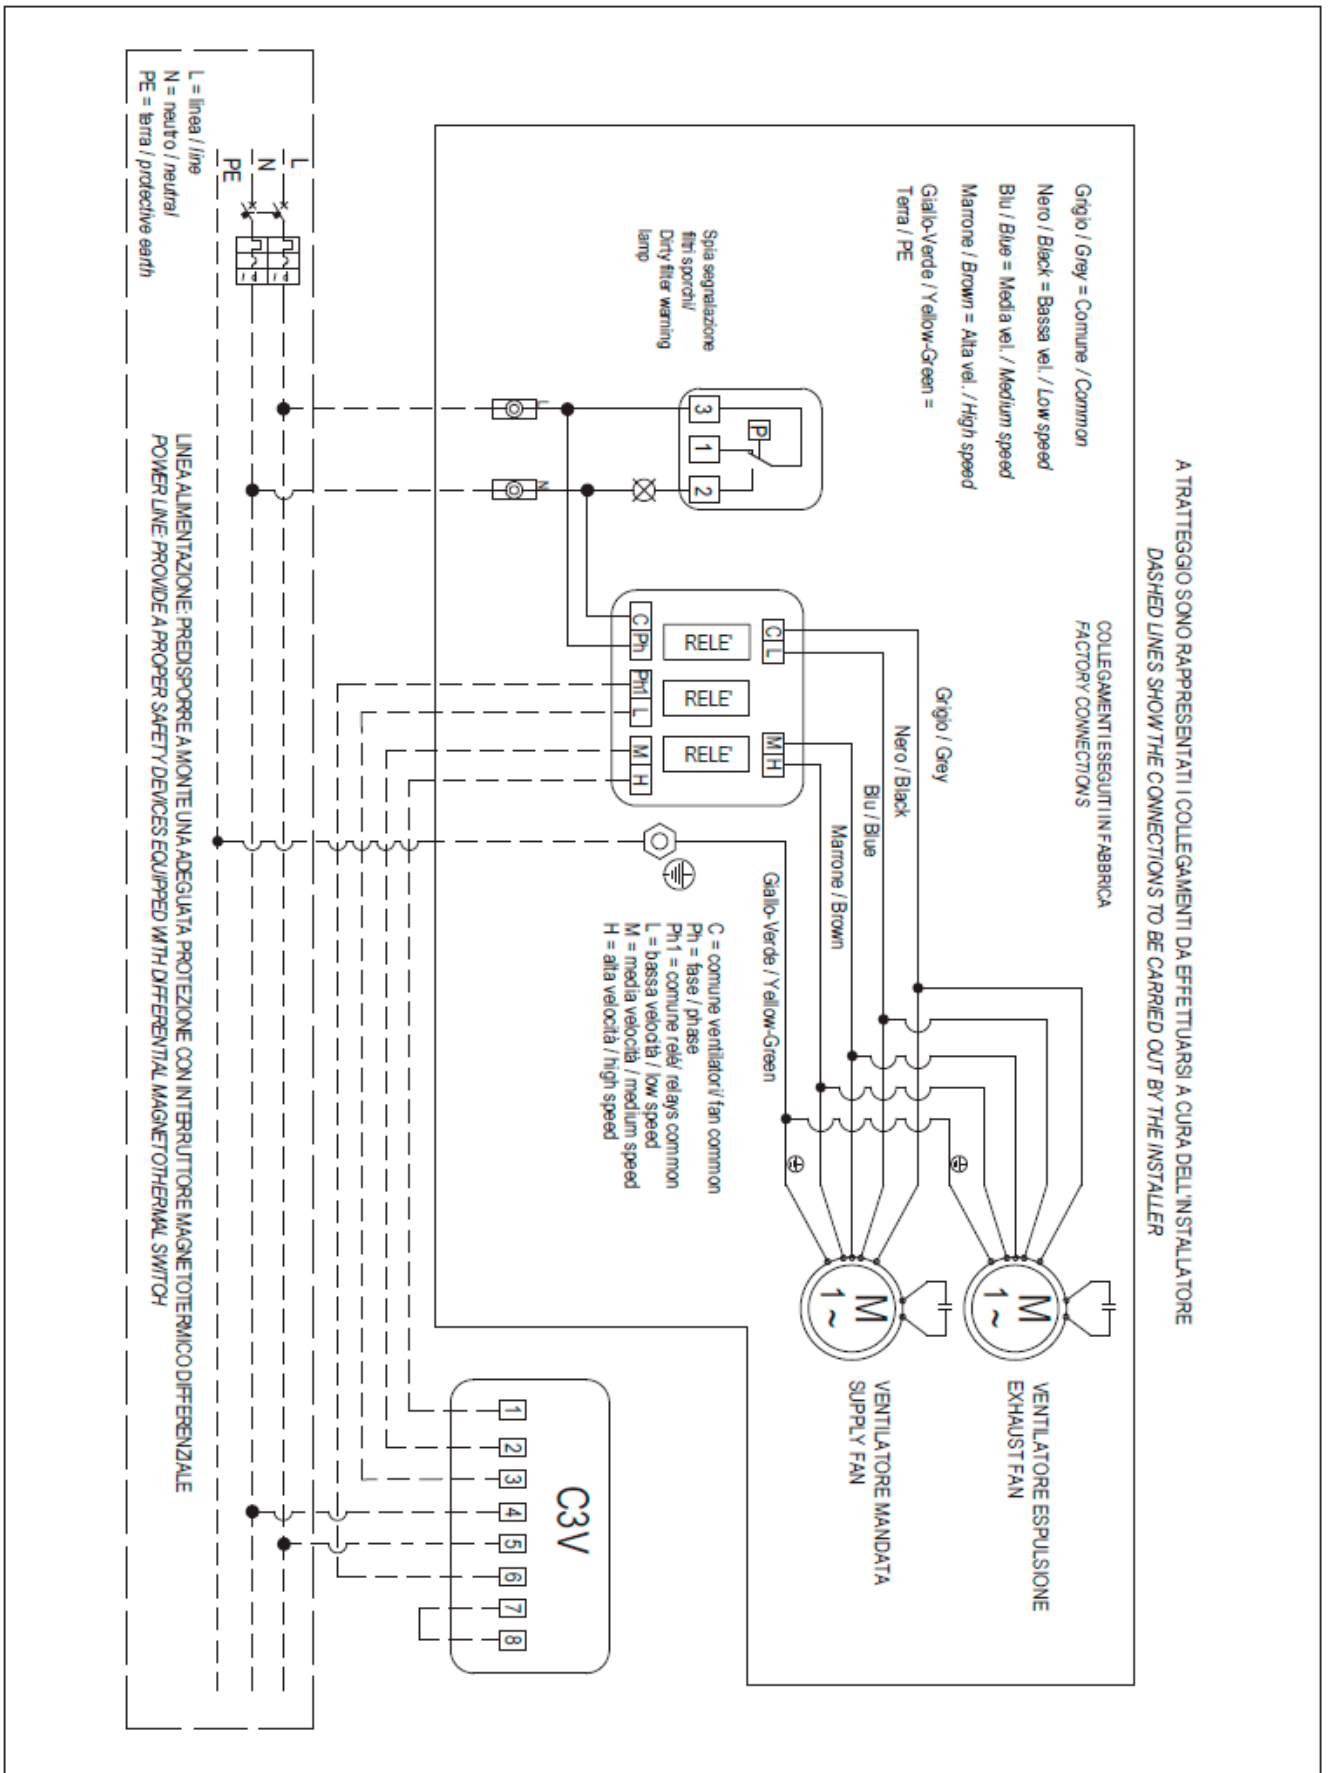 A TRATTEGGIO SONO RAPPRESENTATI I COLLEGAMENTI DA EFFETTUARSI A CURA DELL'INSTALLATORE
DASHED LINES SHOW THE CONNECTIONS TO BE CARRIED OUT BY THE INSTALLER
COLLEGAMENTI ESEGUITI IN FABBRICA
FACTORY CONNECTIONS
Grigio / Grey = Comune / Common
Nero / Black = Bassa vel. / Low speed
Blu / Blue = Media vel. / Medium speed
Marrone / Brown = Alta vel. / High speed
Giallo-Verde / Yellow-Green =
Terra / PE
Grigio / Grey
Nero / Black
Blu / Blue
Marrone / Brown
Giallo-Verde / Yellow-Green
M
1 ~
VENTILATORE ESPULSIONE
EXHAUST FAN
M
1 ~
VENTILATORE MANDATA
SUPPLY FAN
Spia segnalazione
filtri sporchi/
Dirty filter warning
lamp
P
3
1
2
L
N
C L
M H
RELE'
RELE'
RELE'
C Ph
Ph1 L
M H
C = comune ventilatori/ fan common
Ph = fase / phase
Ph1 = comune relé/ relays common
L = bassa velocità / low speed
M = media velocità / medium speed
H = alta velocità / high speed
C3V
1
2
3
4
5
6
7
8
L
N
PE
L = linea / line
N = neutro / neutral
PE = terra / protective earth
LINEA ALIMENTAZIONE: PREDISPORRE A MONTE UNA ADEGUATA PROTEZIONE CON INTERRUTTORE MAGNETOTERMICO DIFFERENZIALE
POWER LINE: PROVIDE A PROPER SAFETY DEVICES EQUIPPED WITH DIFFERENTIAL MAGNETOTHERMAL SWITCH